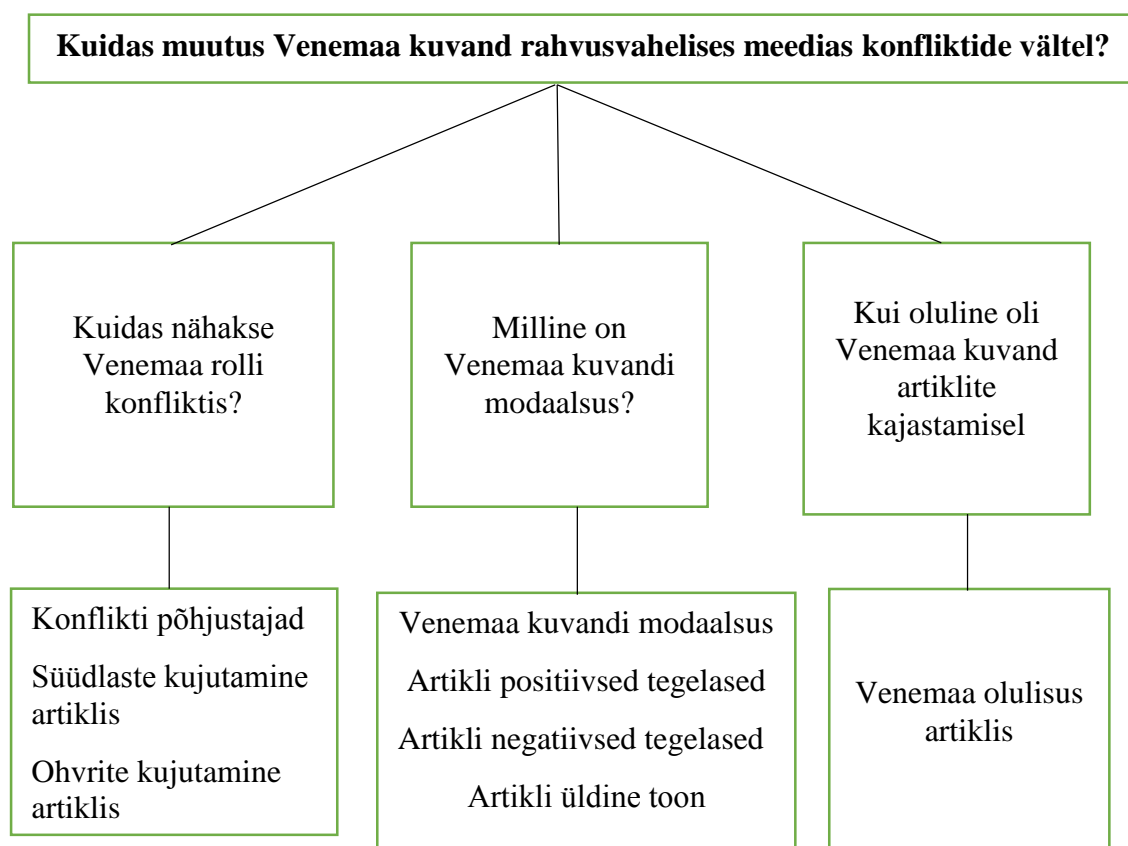 Kuidas muutus Venemaa kuvand rahvusvahelises meedias konfliktide vältel?
Kuidas nähakse
Venemaa rolli
konfliktis?
Milline on
Venemaa kuvandi
modaalsus?
Kui oluline oli
Venemaa kuvand
artiklite
kajastamisel
Konflikti põhjustajad
Süüdlaste kujutamine
artiklis
Ohvrite kujutamine
artiklis
Venemaa kuvandi modaalsus
Artikli positiivsed tegelased
Artikli negatiivsed tegelased
Artikli üldine toon
Venemaa olulisus
artiklis